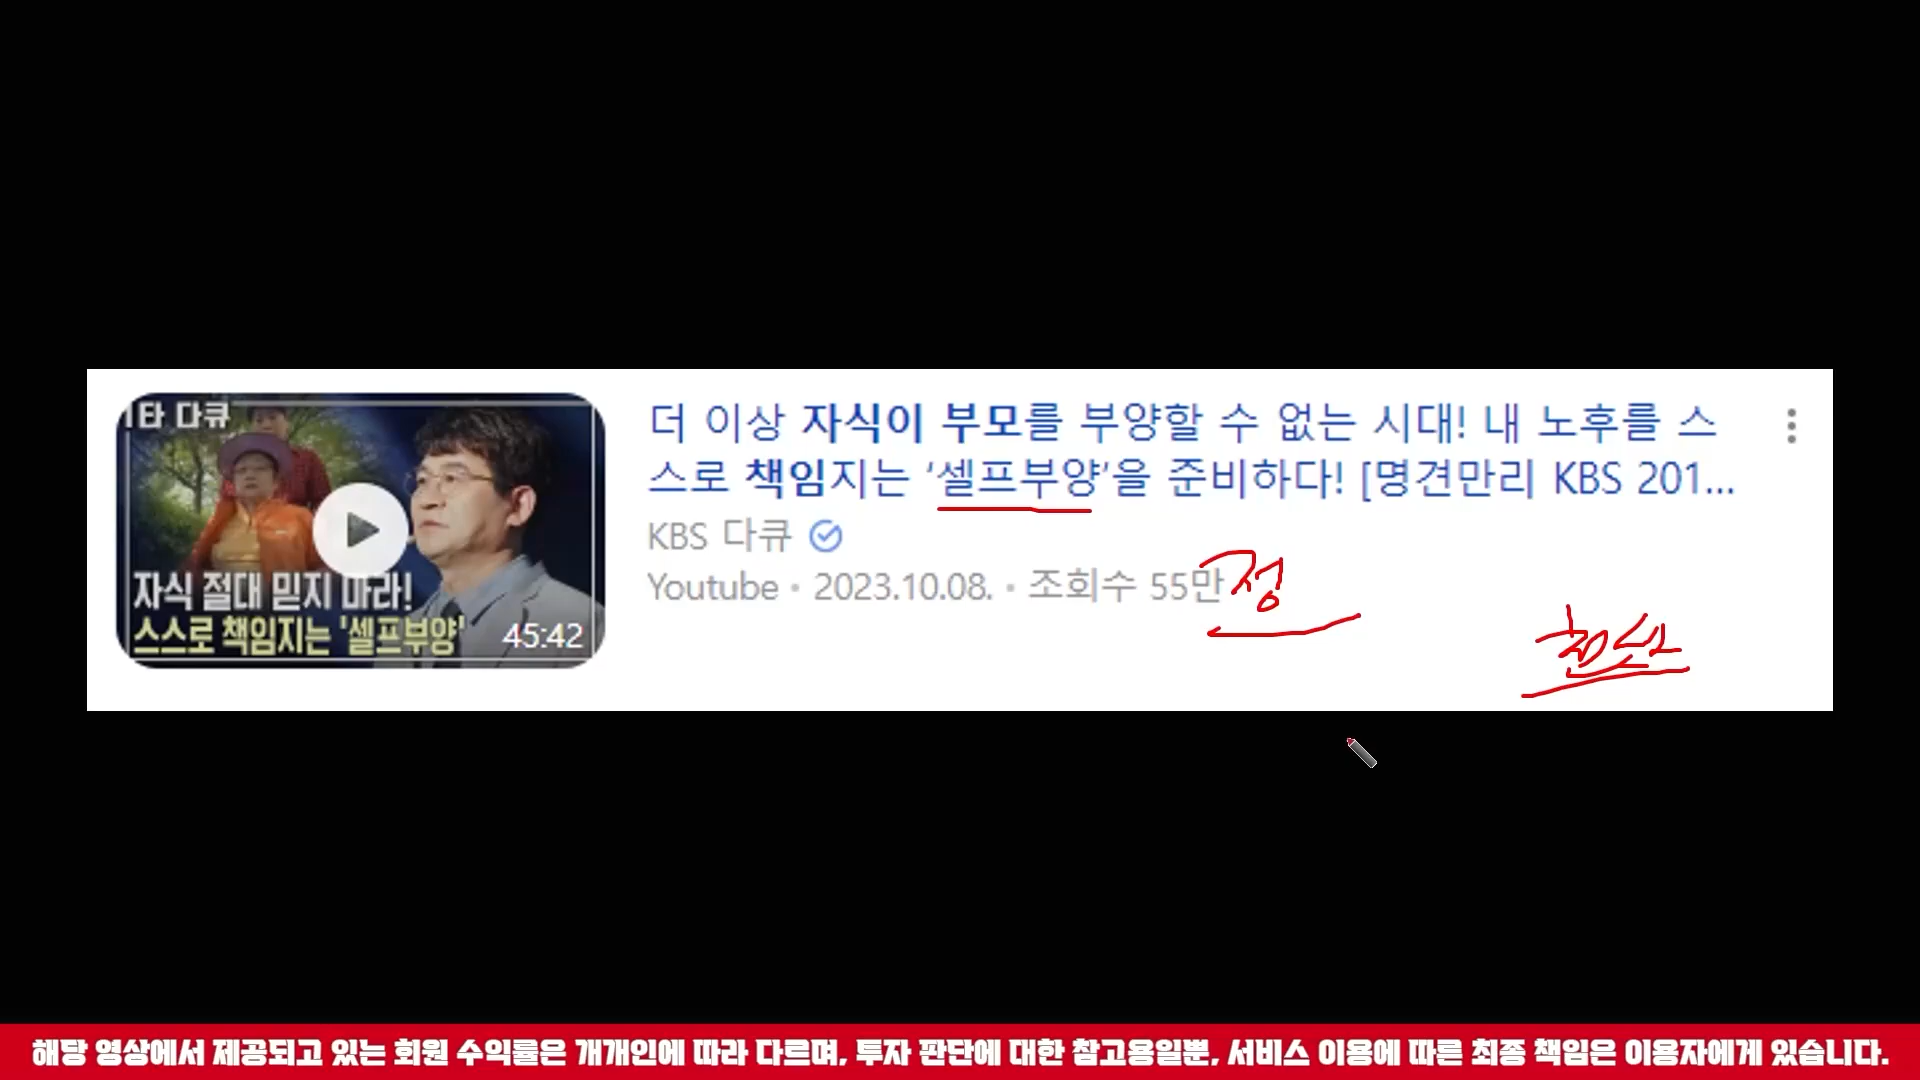 기타 다큐
자식 절대 믿지 마라!
스스로 책임지는 '셀프부양'
45:42
더 이상 자식이 부모를 부양할 수 없는 시대! 내 노후를 스
스로 책임지는 ‘셀프부양’을 준비하다! [명견만리 KBS 201...
KBS 다큐
Youtube · 2023.10.08. · 조회수 55만
정
해당 영상에서 제공되고 있는 회원 수익률은 개개인에 따라 다르며, 투자 판단에 대한 참고용일뿐, 서비스 이용에 따른 최종 책임은 이용자에게 있습니다.